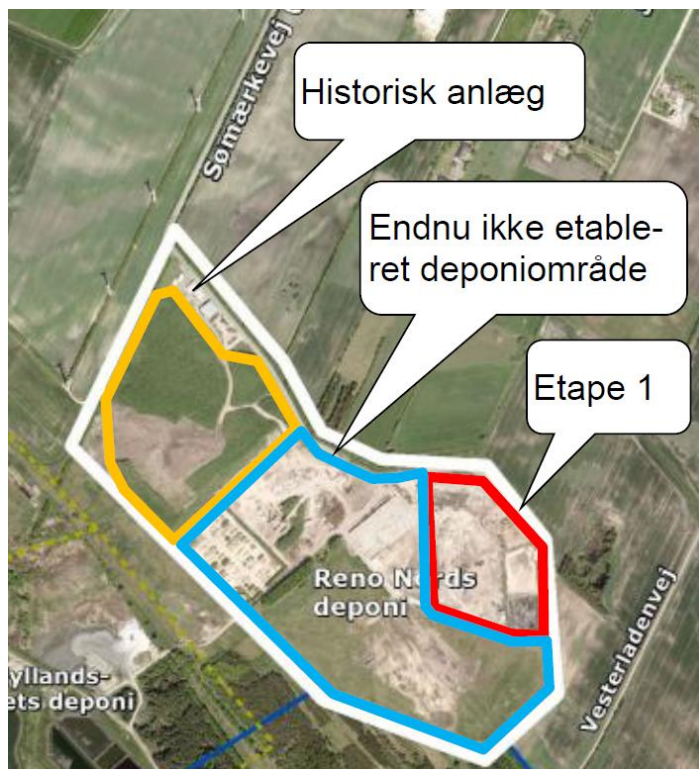 Sømærkevej
Historisk anlæg
Endnu ikke etable-
ret deponiområde
Etape 1
Reno Nords
deponi
yllands-
ets deponi
Vesterladenvej